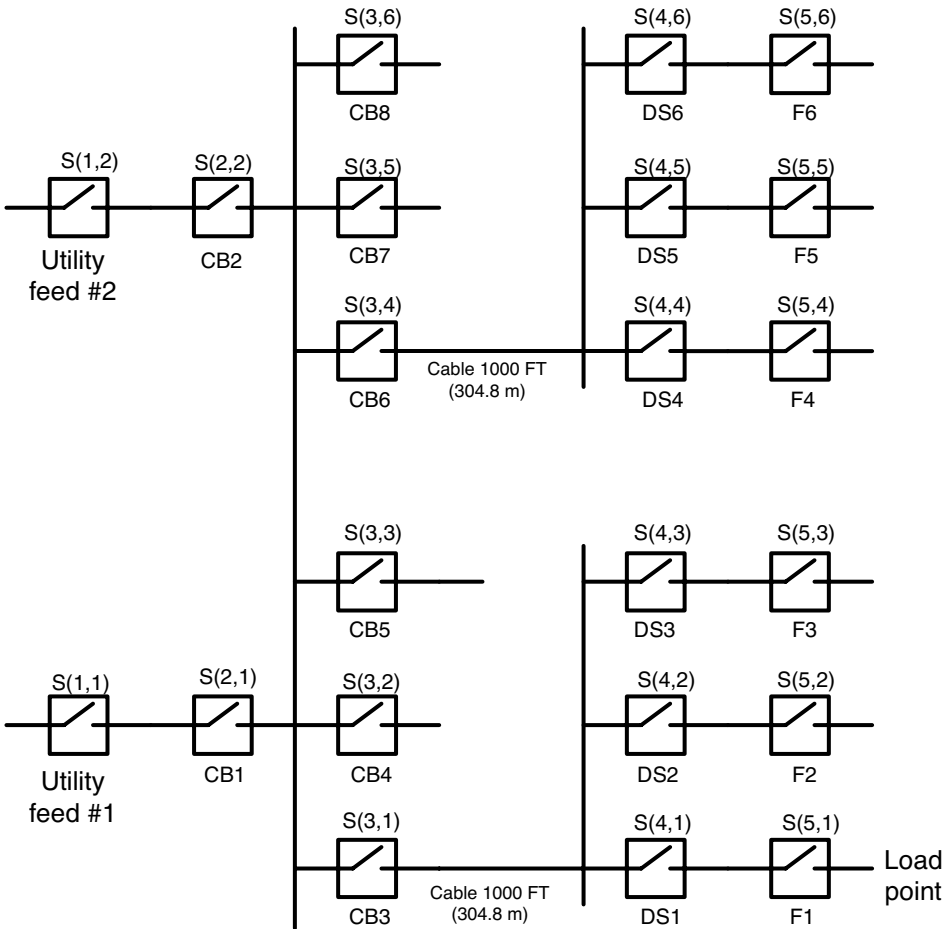 S(3,6)
S(4,6)
S(5,6)
CB8
DS6
F6
S(1,2)
S(2,2)
S(3,5)
S(4,5)
S(5,5)
Utility
feed #2
CB2
CB7
DS5
F5
S(3,4)
S(4,4)
S(5,4)
Cable 1000 FT
(304.8 m)
CB6
DS4
F4
S(3,3)
S(4,3)
S(5,3)
CB5
DS3
F3
S(1,1)
S(2,1)
S(3,2)
S(4,2)
S(5,2)
Utility
feed #1
CB1
CB4
DS2
F2
S(3,1)
S(4,1)
S(5,1)
Load
point
Cable 1000 FT
(304.8 m)
CB3
DS1
F1